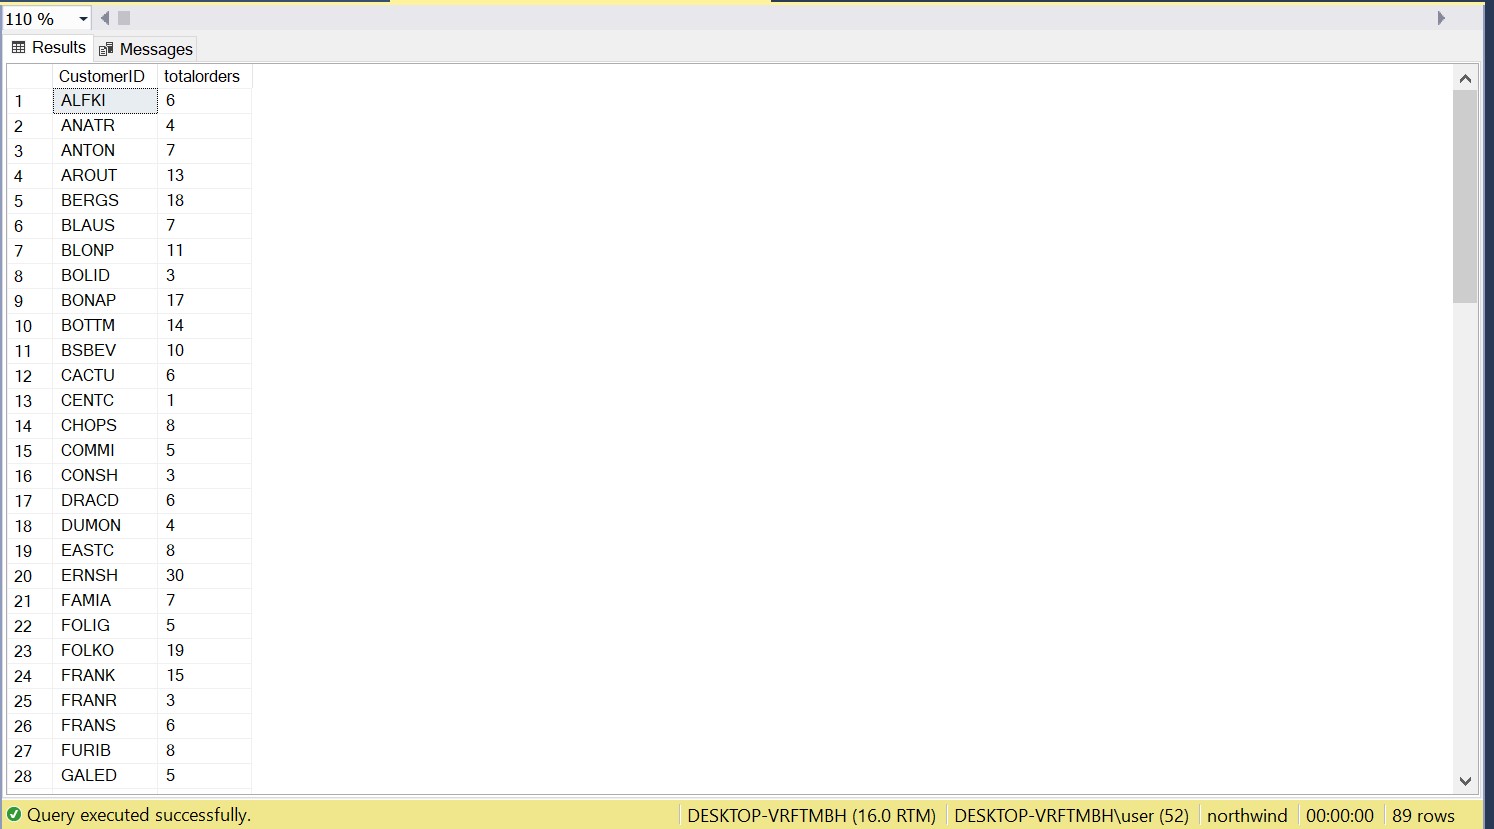 110 %
Results Messages
CustomerID totalorders
1 ALFKI 6
2 ANATR 4
3 ANTON 7
4 AROUT 13
5 BERGS 18
6 BLAUS 7
7 BLONP 11
8 BOLID 3
9 BONAP 17
10 BOTTM 14
11 BSBEV 10
12 CACTU 6
13 CENTC 1
14 CHOPS 8
15 COMMI 5
16 CONSH 3
17 DRACD 6
18 DUMON 4
19 EASTC 8
20 ERNSH 30
21 FAMIA 7
22 FOLIG 5
23 FOLKO 19
24 FRANK 15
25 FRANR 3
26 FRANS 6
27 FURIB 8
28 GALED 5
Query executed successfully. DESKTOP-VRFTMBH (16.0 RTM) DESKTOP-VRFTMBH\user (52) northwind 00:00:00 89 rows